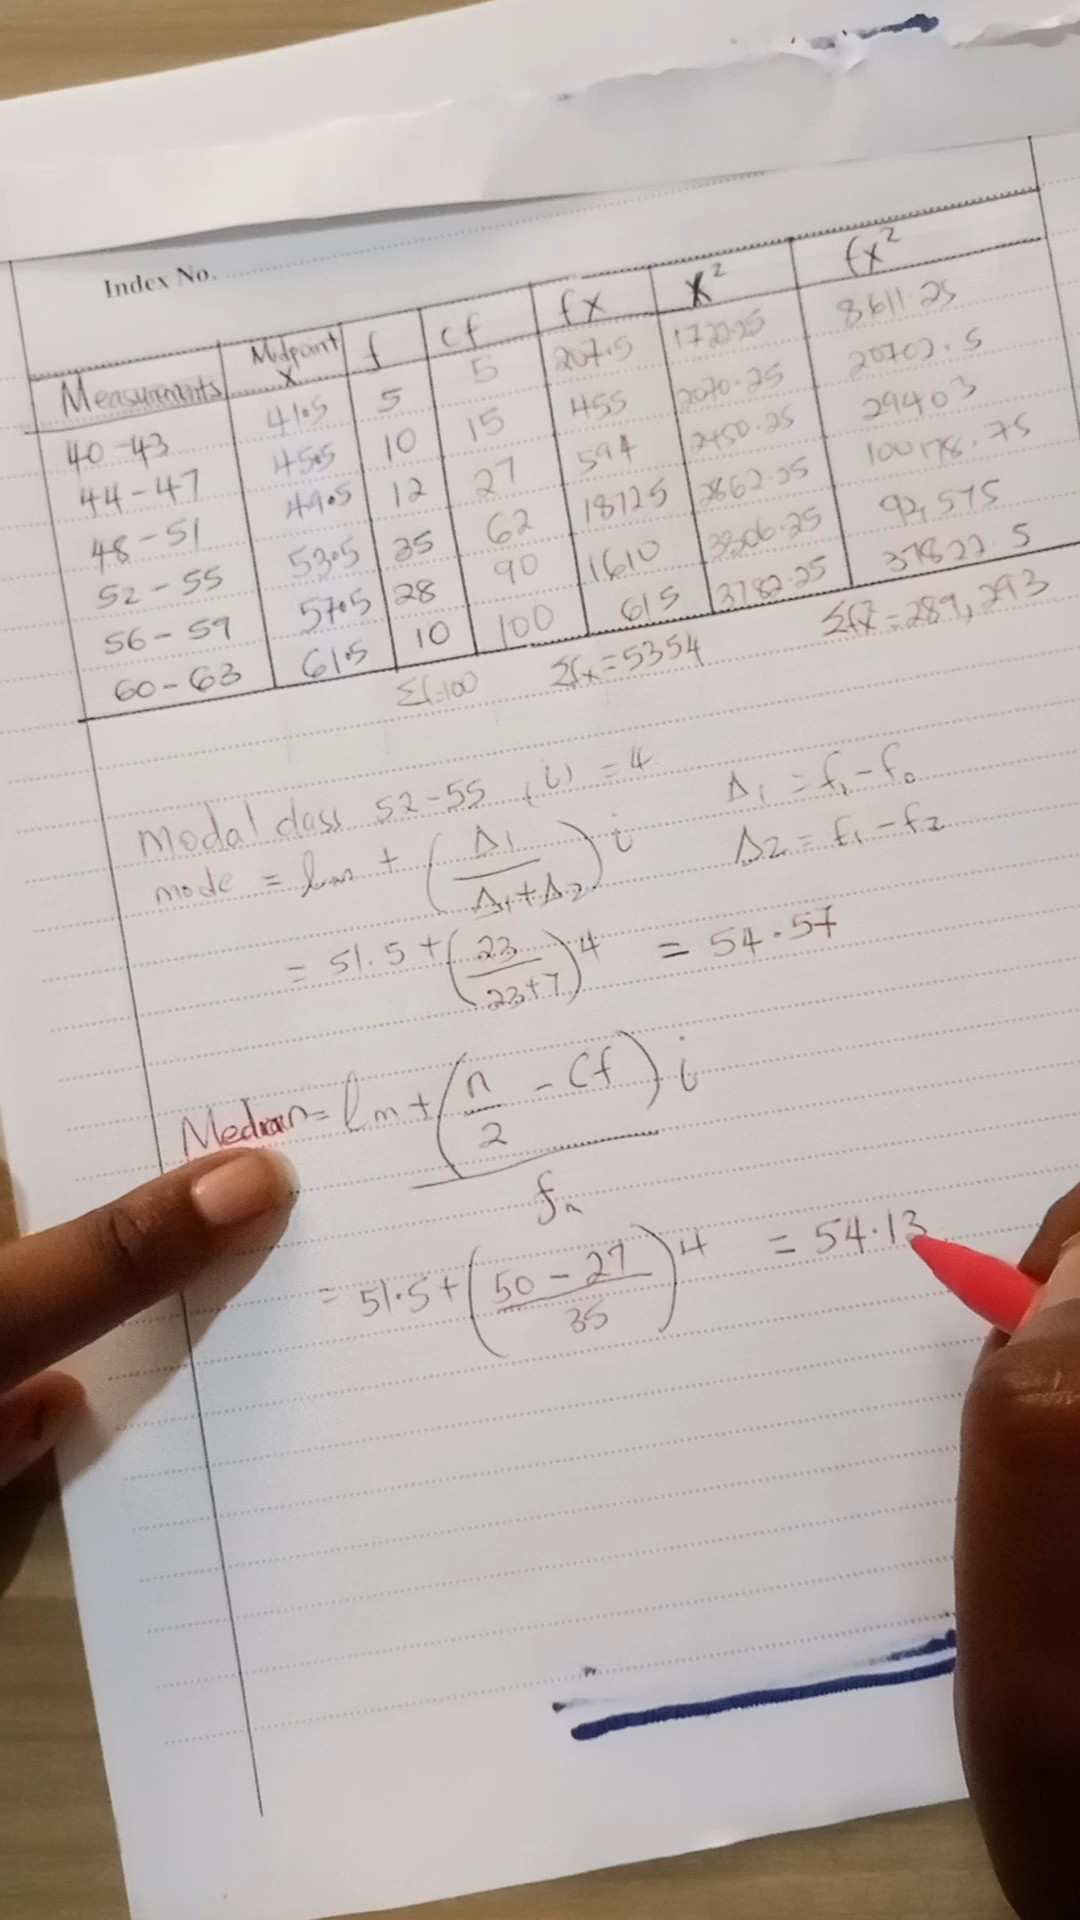 Index No.
Measurements Midpoint x f cf fx x² fx²
40-43 41.5 5 5 207.5 1722.25 8611.25
44-47 45.5 10 15 455 2070.25 20702.5
48-51 49.5 12 27 594 2450.25 29403
52-55 53.5 35 62 1872.5 2862.25 100178.75
56-59 57.5 28 90 1610 3306.25 92,575
60-63 61.5 10 100 615 3782.25 37822.5
Σf=100 Σfx=5354 Σfx²=289,293
Modal class 52-55, (i) = 4 Δ1 = f1-f0
mode = Lm + (Δ1/Δ1+Δ2) i Δ2 = f1-f2
= 51.5 + (23/23+7) 4 = 54.57
Median = Lm + (n/2 - Cf) i
fm
= 51.5 + (50-27/35) 4 = 54.13